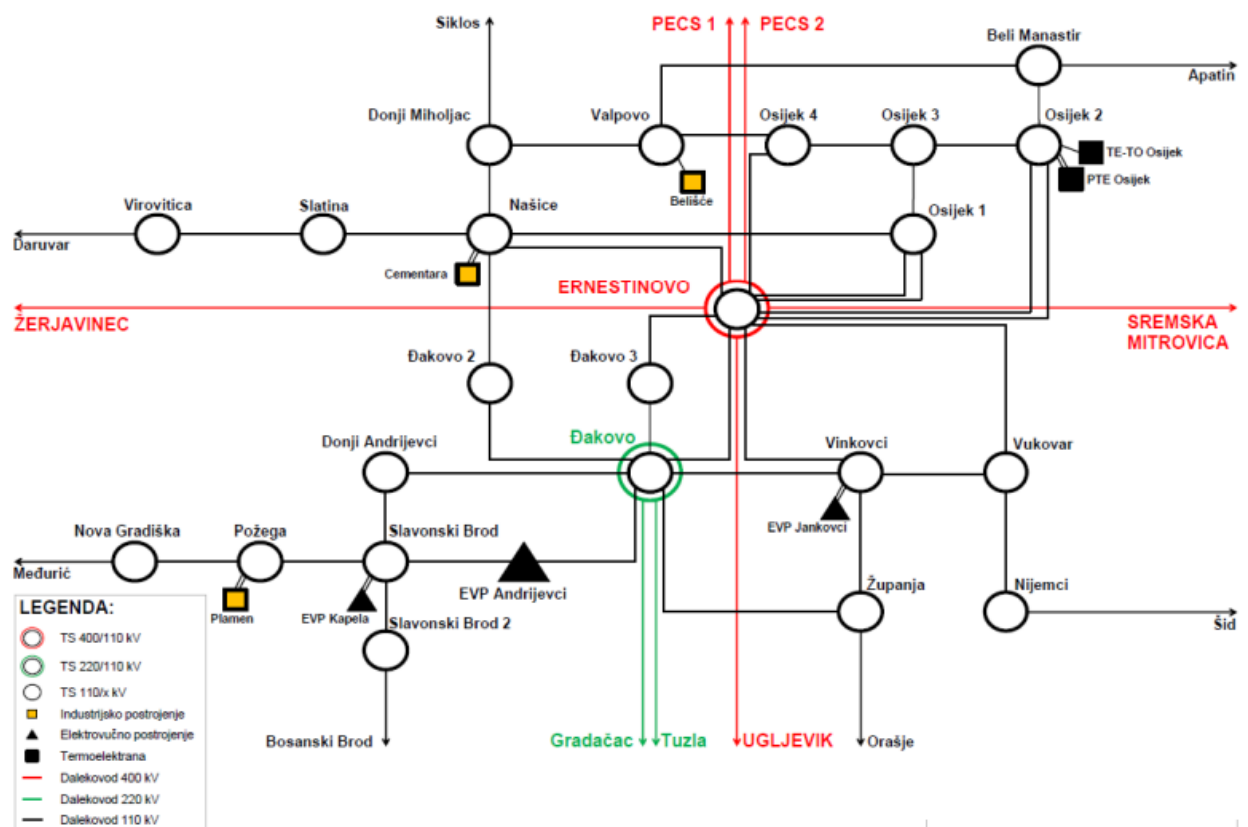 Siklos
PECS 1
PECS 2
Beli Manastir
Apatin
Donji Miholjac
Valpovo
Osijek 4
Osijek 3
Osijek 2
TE-TO Osijek
PTE Osijek
Belišće
Virovitica
Slatina
Našice
Osijek 1
Daruvar
Cementara
ERNESTINOVO
ŽERJAVINEC
SREMSKA
MITROVICA
Đakovo 2
Đakovo 3
Donji Andrijevci
Đakovo
Vinkovci
Vukovar
EVP Jankovci
Nova Gradiška
Požega
Slavonski Brod
Međurić
EVP Andrijevci
Županja
Nijemci
Plamen
EVP Kapela
Slavonski Brod 2
Šid
LEGENDA:
TS 400/110 kV
TS 220/110 kV
TS 110/x kV
Industrijsko postrojenje
Elektrovučno postrojenje
Termoelektrana
Dalekovod 400 kV
Dalekovod 220 kV
Dalekovod 110 kV
Bosanski Brod
Gradačac
Tuzla
UGLJEVIK
Orašje